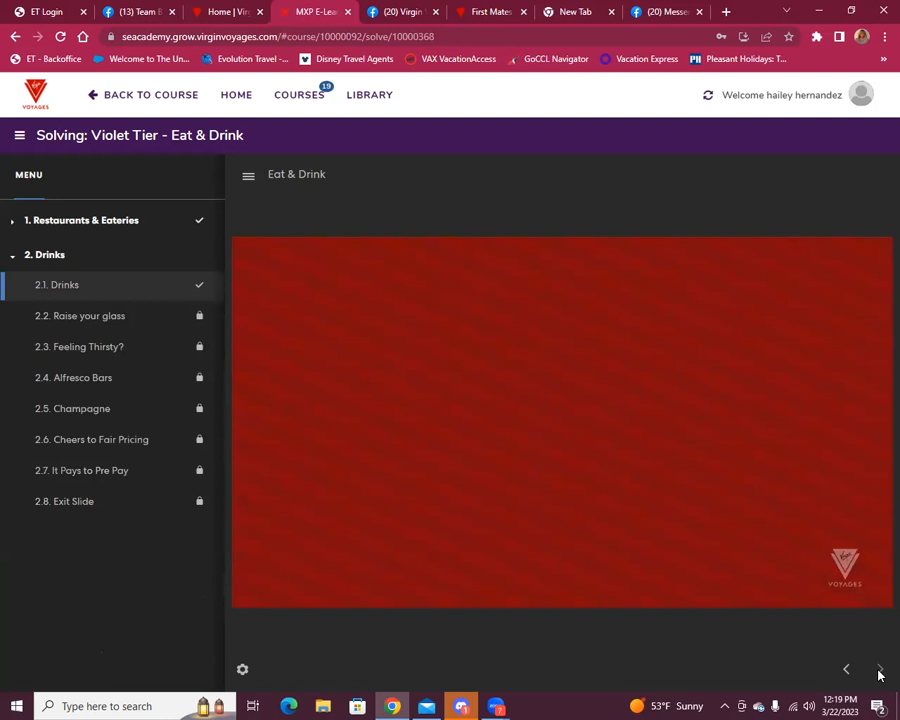 ET Login
(13) Team B
Home | Virg
MXP E-Lea
(20) Virgin
First Mates
New Tab
(20) Messe
seacademy.grow.virginvoyages.com/#course/10000092/solve/10000368
ET - Backoffice
Welcome to The Un...
Evolution Travel -...
Disney Travel Agents
VAX VacationAccess
GoCCL Navigator
Vacation Express
Pleasant Holidays: T...
VOYAGES
BACK TO COURSE
HOME
COURSES
19
LIBRARY
Welcome hailey hernandez
Solving: Violet Tier - Eat & Drink
MENU
Eat & Drink
1. Restaurants & Eateries
2. Drinks
2.1. Drinks
2.2. Raise your glass
2.3. Feeling Thirsty?
2.4. Alfresco Bars
2.5. Champagne
2.6. Cheers to Fair Pricing
2.7. It Pays to Pre Pay
2.8. Exit Slide
Virgin
VOYAGES
Type here to search
53°F Sunny
12:19 PM
3/22/2023
2